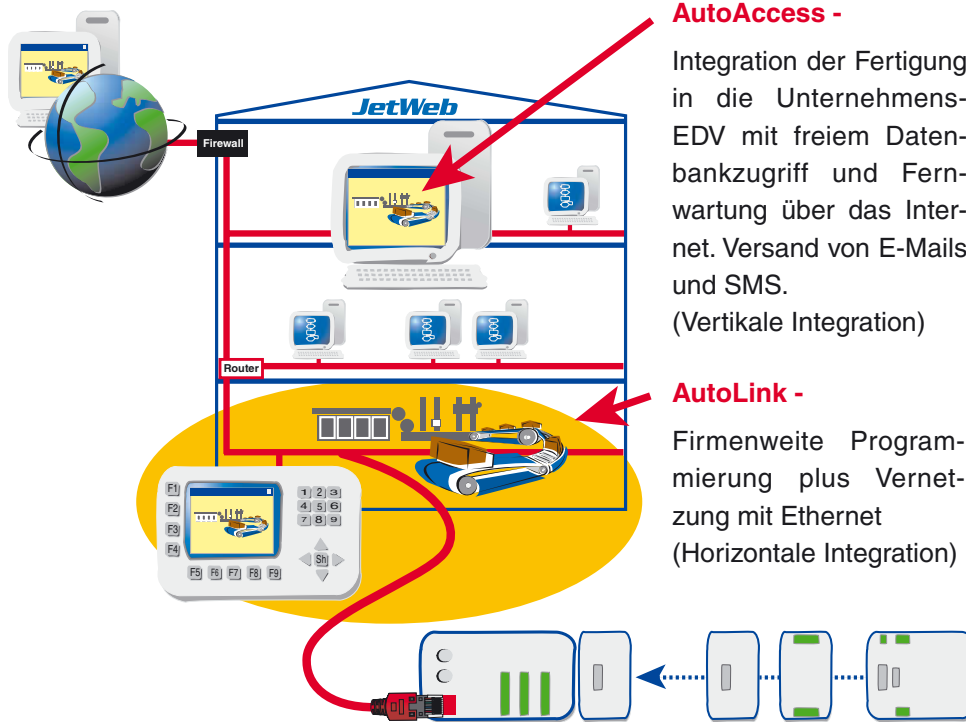 AutoAccess -
Integration der Fertigung
in die Unternehmens-
EDV mit freiem Daten-
bankzugriff und Fern-
wartung über das Inter-
net. Versand von E-Mails
und SMS.
(Vertikale Integration)
AutoLink -
Firmenweite Program-
mierung plus Vernet-
zung mit Ethernet
(Horizontale Integration)
JetWeb
Firewall
Router
F1
F2
F3
F4
F5 F6 F7 F8 F9
1 2 3
4 5 6
7 8 9
Sh